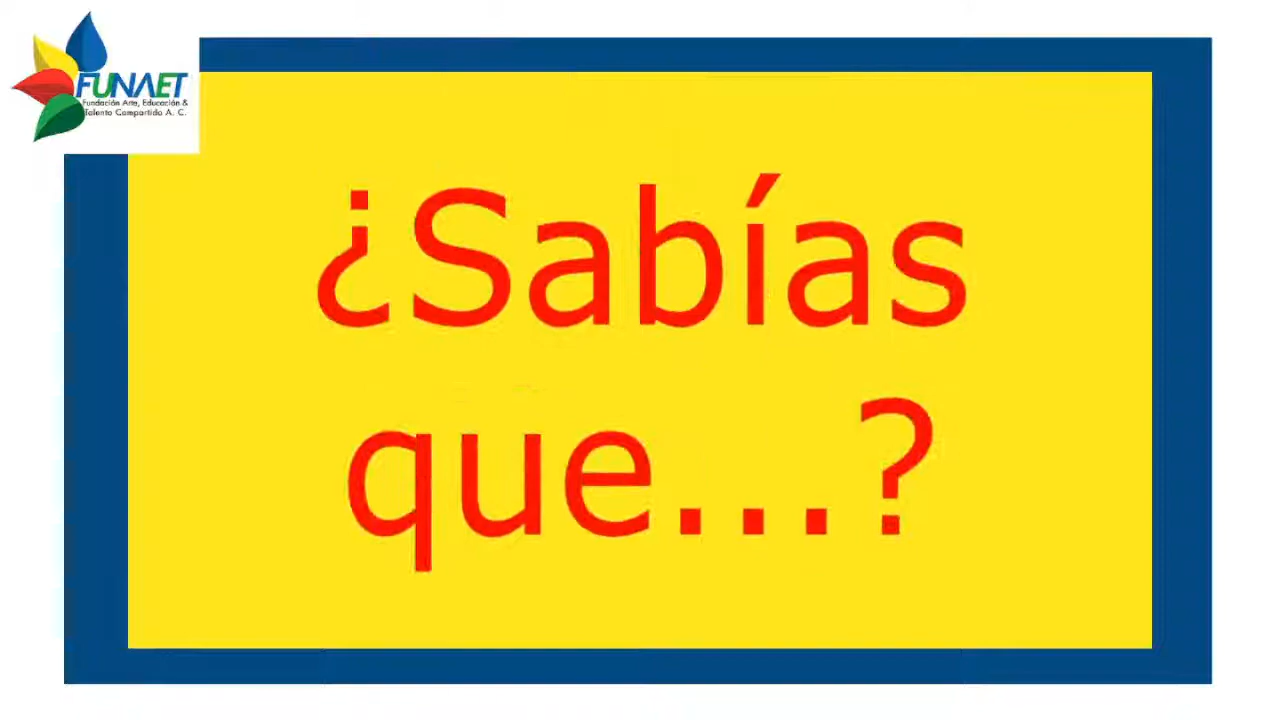 FUNAET
Fundación Arte, Educación &
Talento Compartido A. C.
¿Sabías
que...?